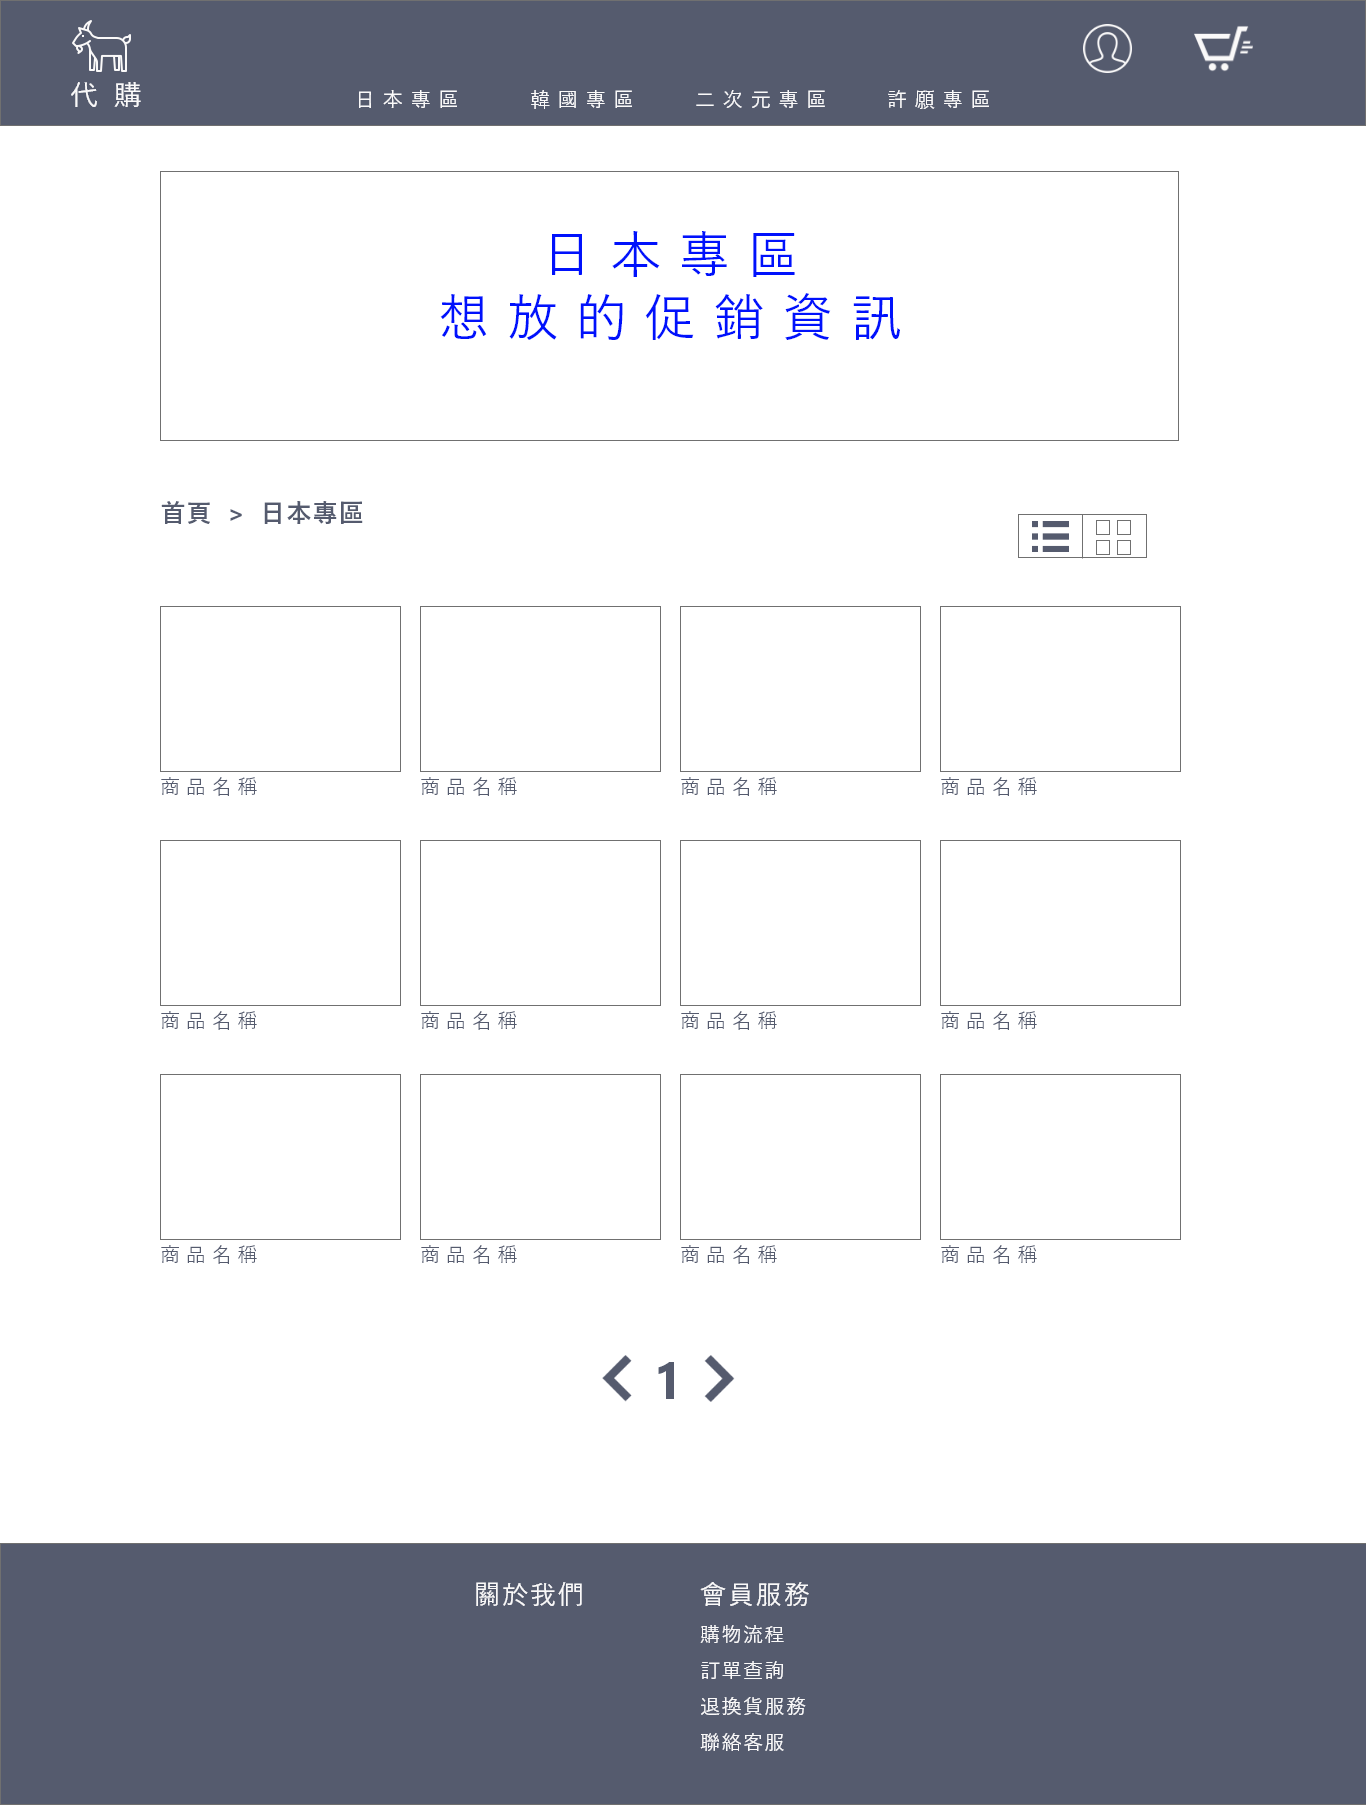 代購
日本專區 韓國專區 二次元專區 許願專區
日本專區
想放的促銷資訊
首頁 > 日本專區
商品名稱 商品名稱 商品名稱 商品名稱
商品名稱 商品名稱 商品名稱 商品名稱
商品名稱 商品名稱 商品名稱 商品名稱
1
關於我們 會員服務
購物流程
訂單查詢
退換貨服務
聯絡客服